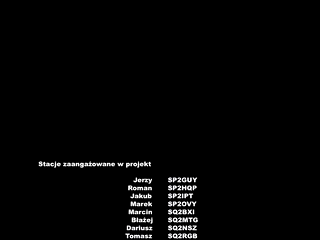 Stacje zaangażowane w projekt
Jerzy SP2GUY
Roman SP2HQP
Jakub SP2IPT
Marek SP2OVY
Marcin SQ2BXI
Błażej SQ2MTG
Dariusz SQ2NSZ
Tomasz SQ2RGB